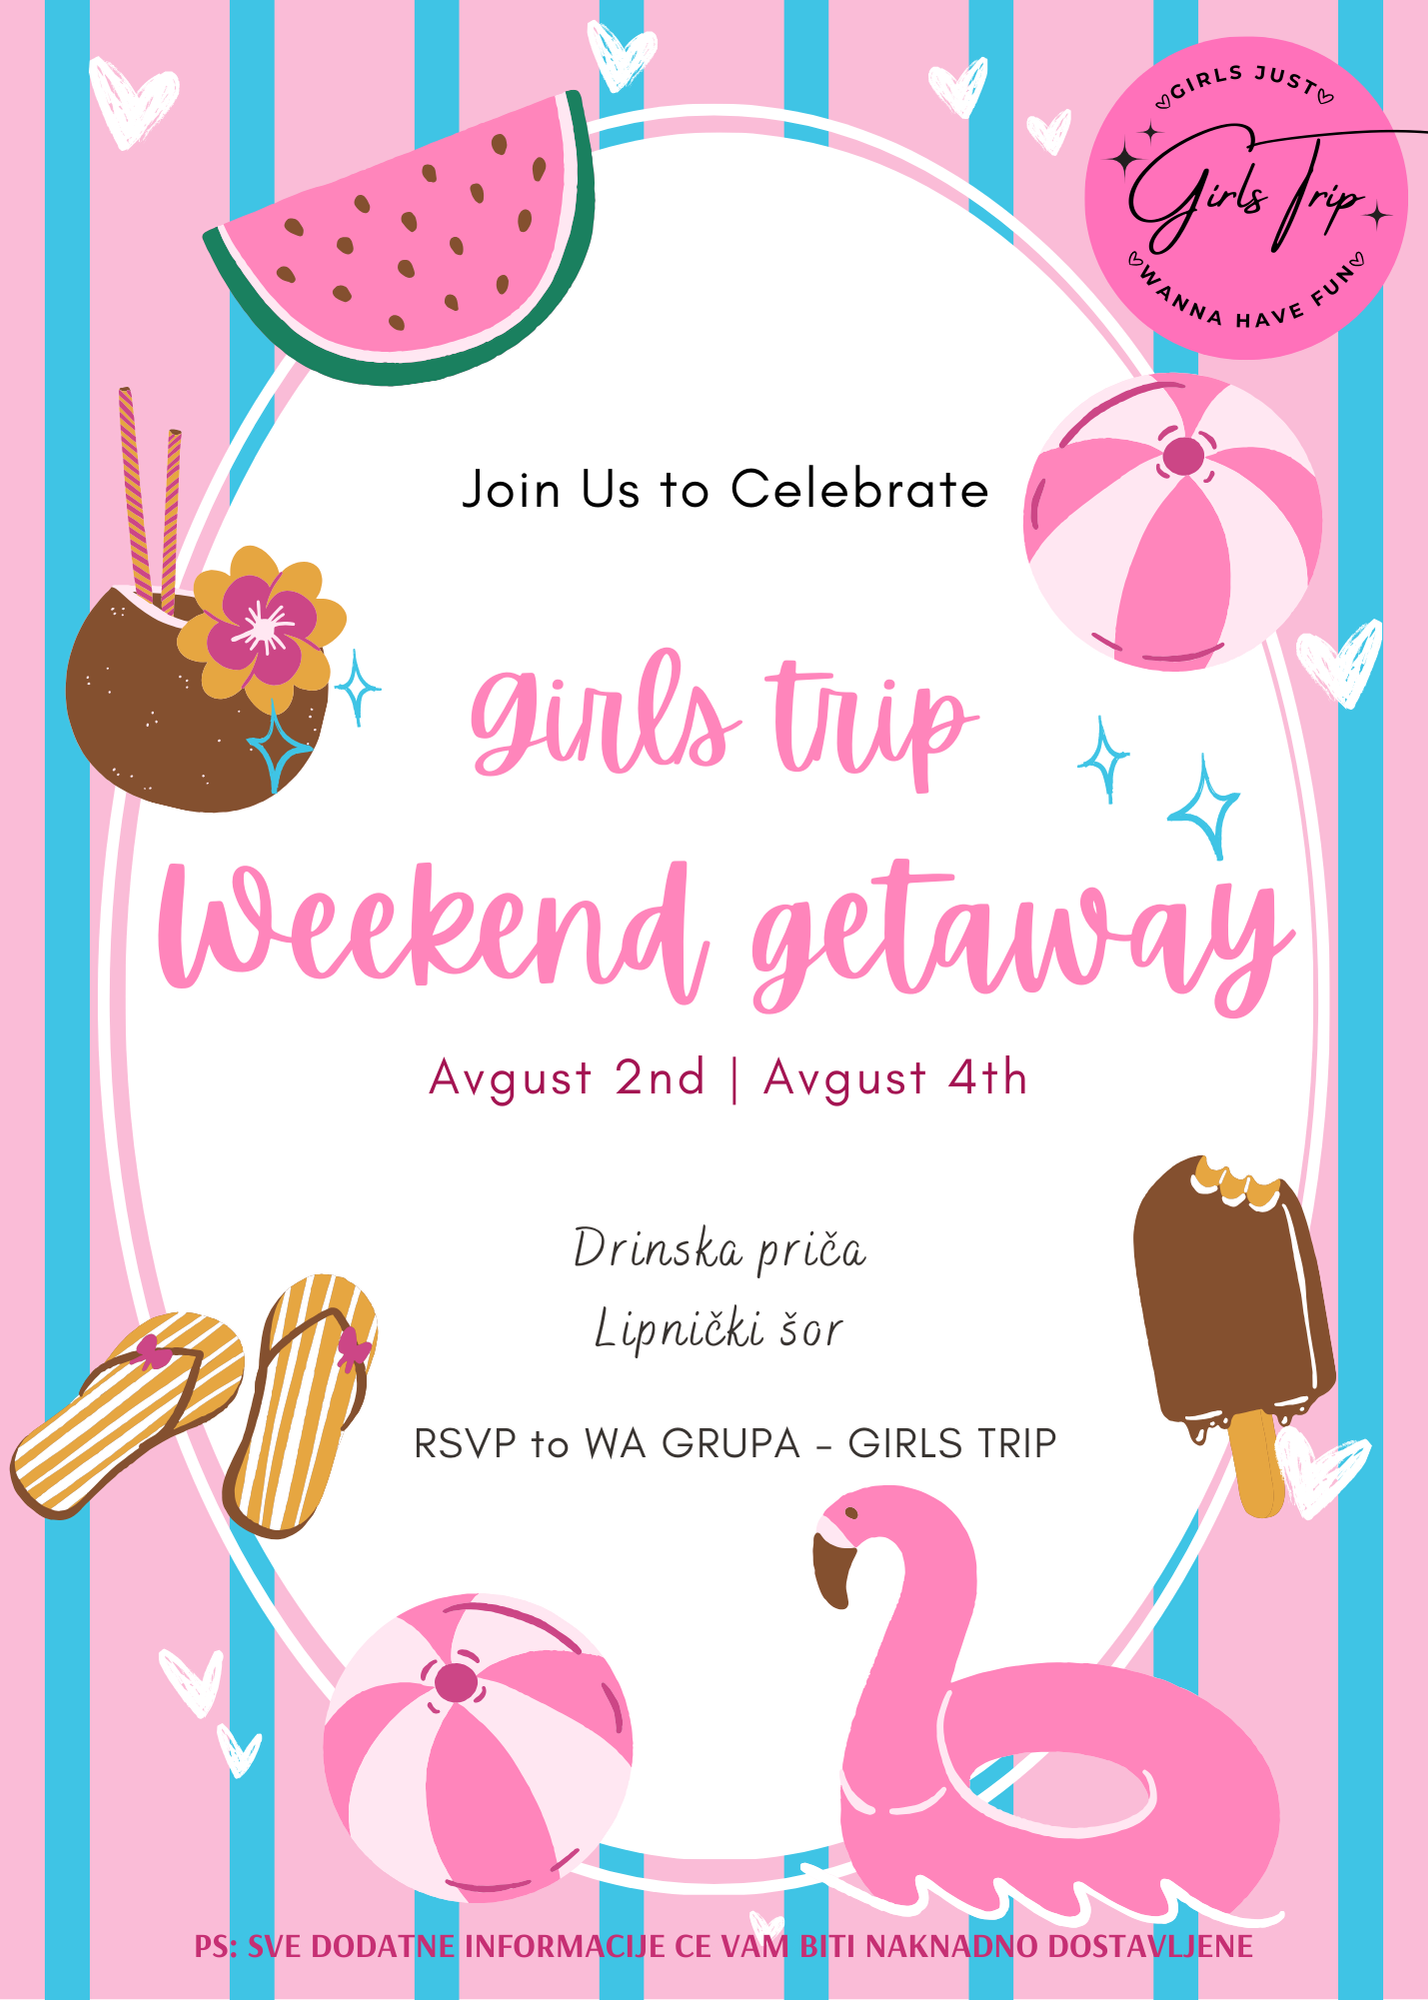 GIRLS JUST
Girls Trip
WANNA HAVE FUN
Join Us to Celebrate
girls trip
Weekend getaway
Avgust 2nd | Avgust 4th
Drinska priča
Lipnički šor
RSVP to WA GRUPA - GIRLS TRIP
PS: SVE DODATNE INFORMACIJE CE VAM BITI NAKNADNO DOSTAVLJENE